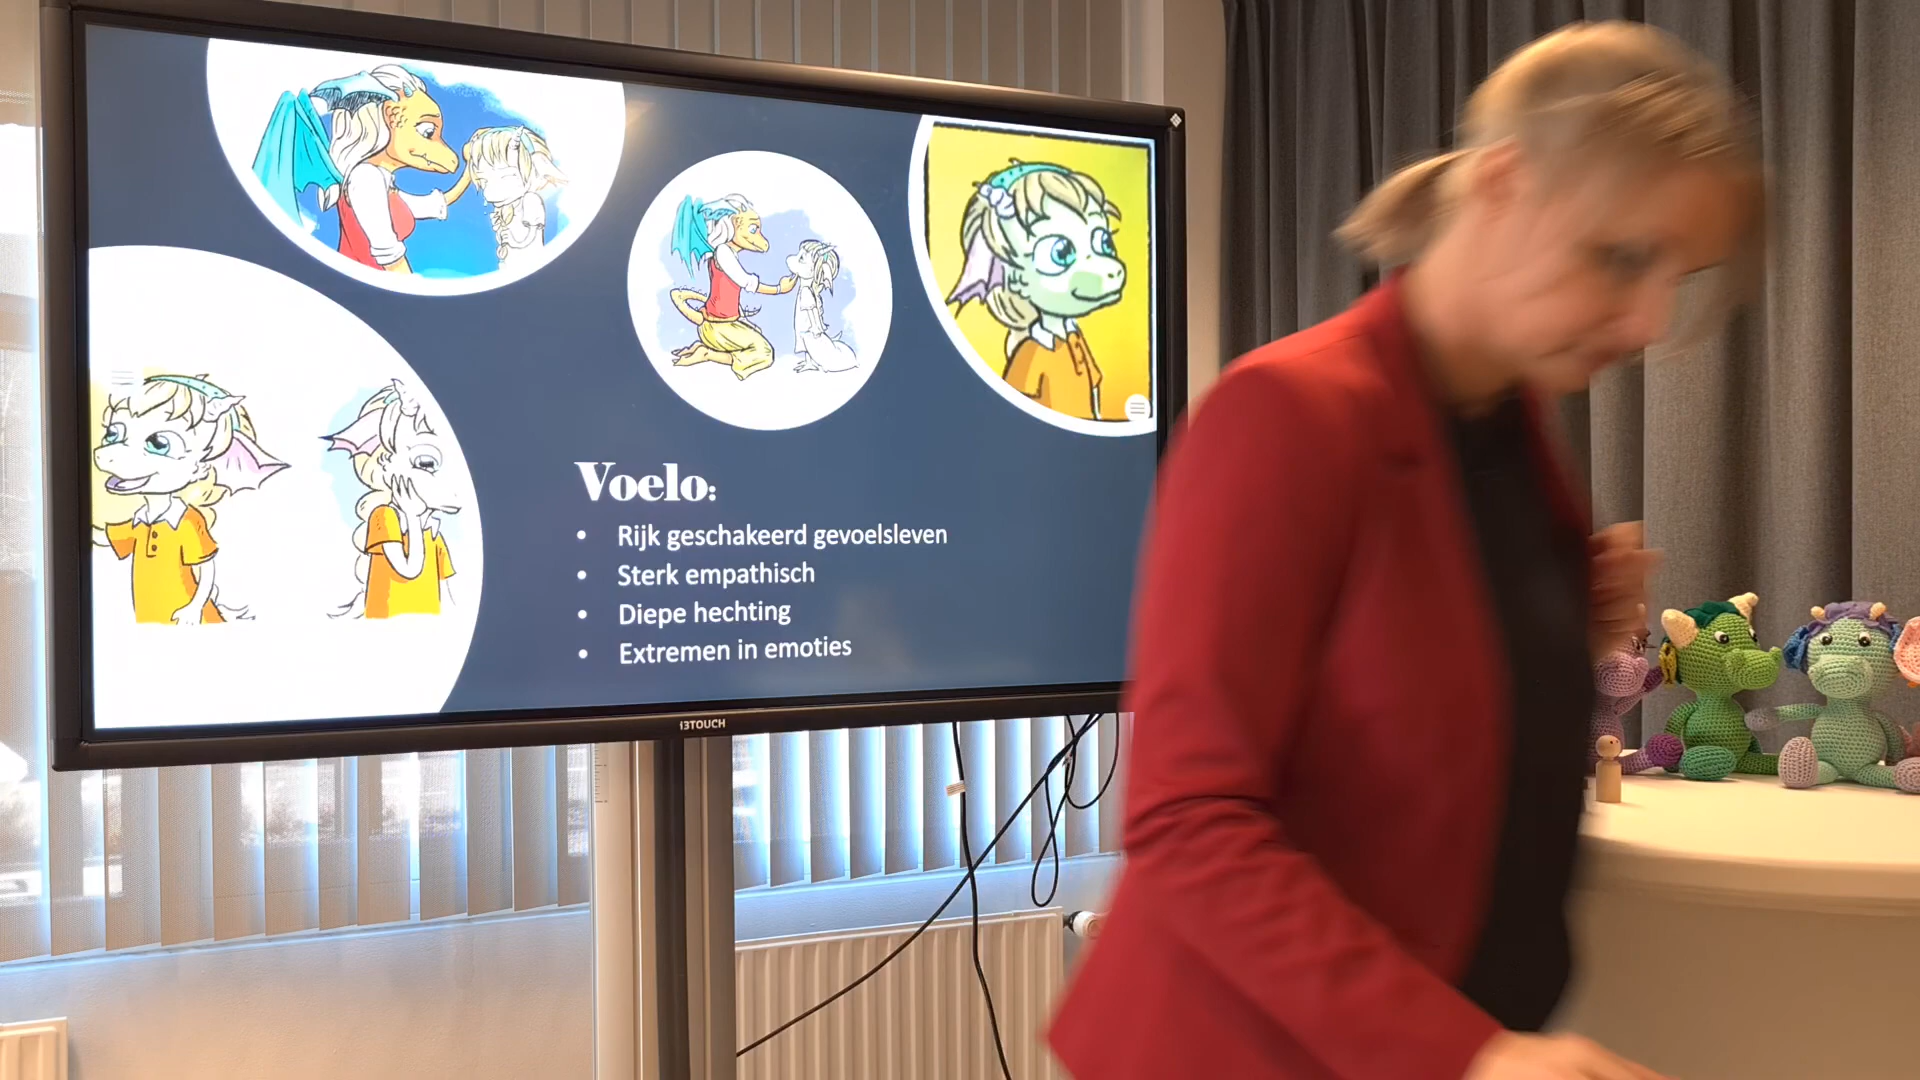 Voelo:
• Rijk geschakeerd gevoelsleven
• Sterk empathisch
• Diepe hechting
• Extremen in emoties
i3TOUCH